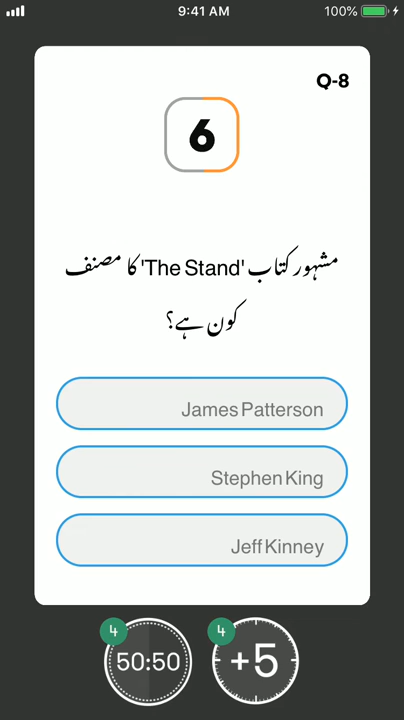 9:41 AM
100%
Q-8
6
مشہور کتاب 'The Stand' کا مصنف
کون ہے؟
James Patterson
Stephen King
Jeff Kinney
4
50:50
4
+5